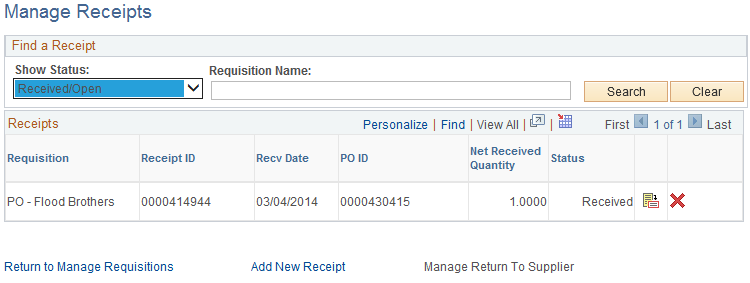 Manage Receipts
Find a Receipt
Show Status:
Requisition Name:
Received/Open
Search
Clear
Receipts
Personalize | Find | View All | |
First 1 of 1 Last
Requisition
Receipt ID
Recv Date
PO ID
Net Received
Quantity
Status
PO - Flood Brothers
0000414944
03/04/2014
0000430415
1.0000
Received
Return to Manage Requisitions
Add New Receipt
Manage Return To Supplier